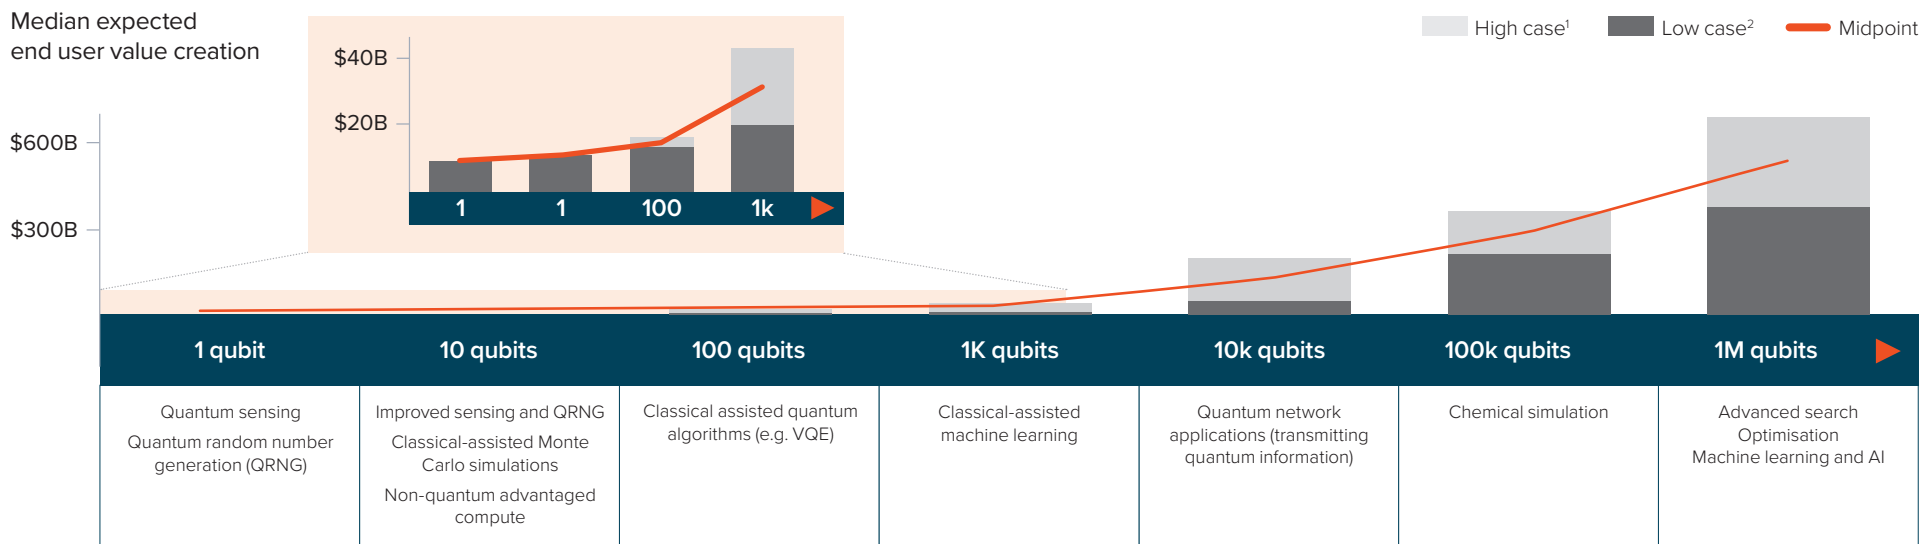 Median expected
end user value creation
High case¹
Low case²
Midpoint
$40B
$20B
1
1
100
1k
$600B
$300B
1 qubit
10 qubits
100 qubits
1K qubits
10k qubits
100k qubits
1M qubits
Quantum sensing
Quantum random number
generation (QRNG)
Improved sensing and QRNG
Classical-assisted Monte
Carlo simulations
Non-quantum advantaged
compute
Classical assisted quantum
algorithms (e.g. VQE)
Classical-assisted
machine learning
Quantum network
applications (transmitting
quantum information)
Chemical simulation
Advanced search
Optimisation
Machine learning and AI